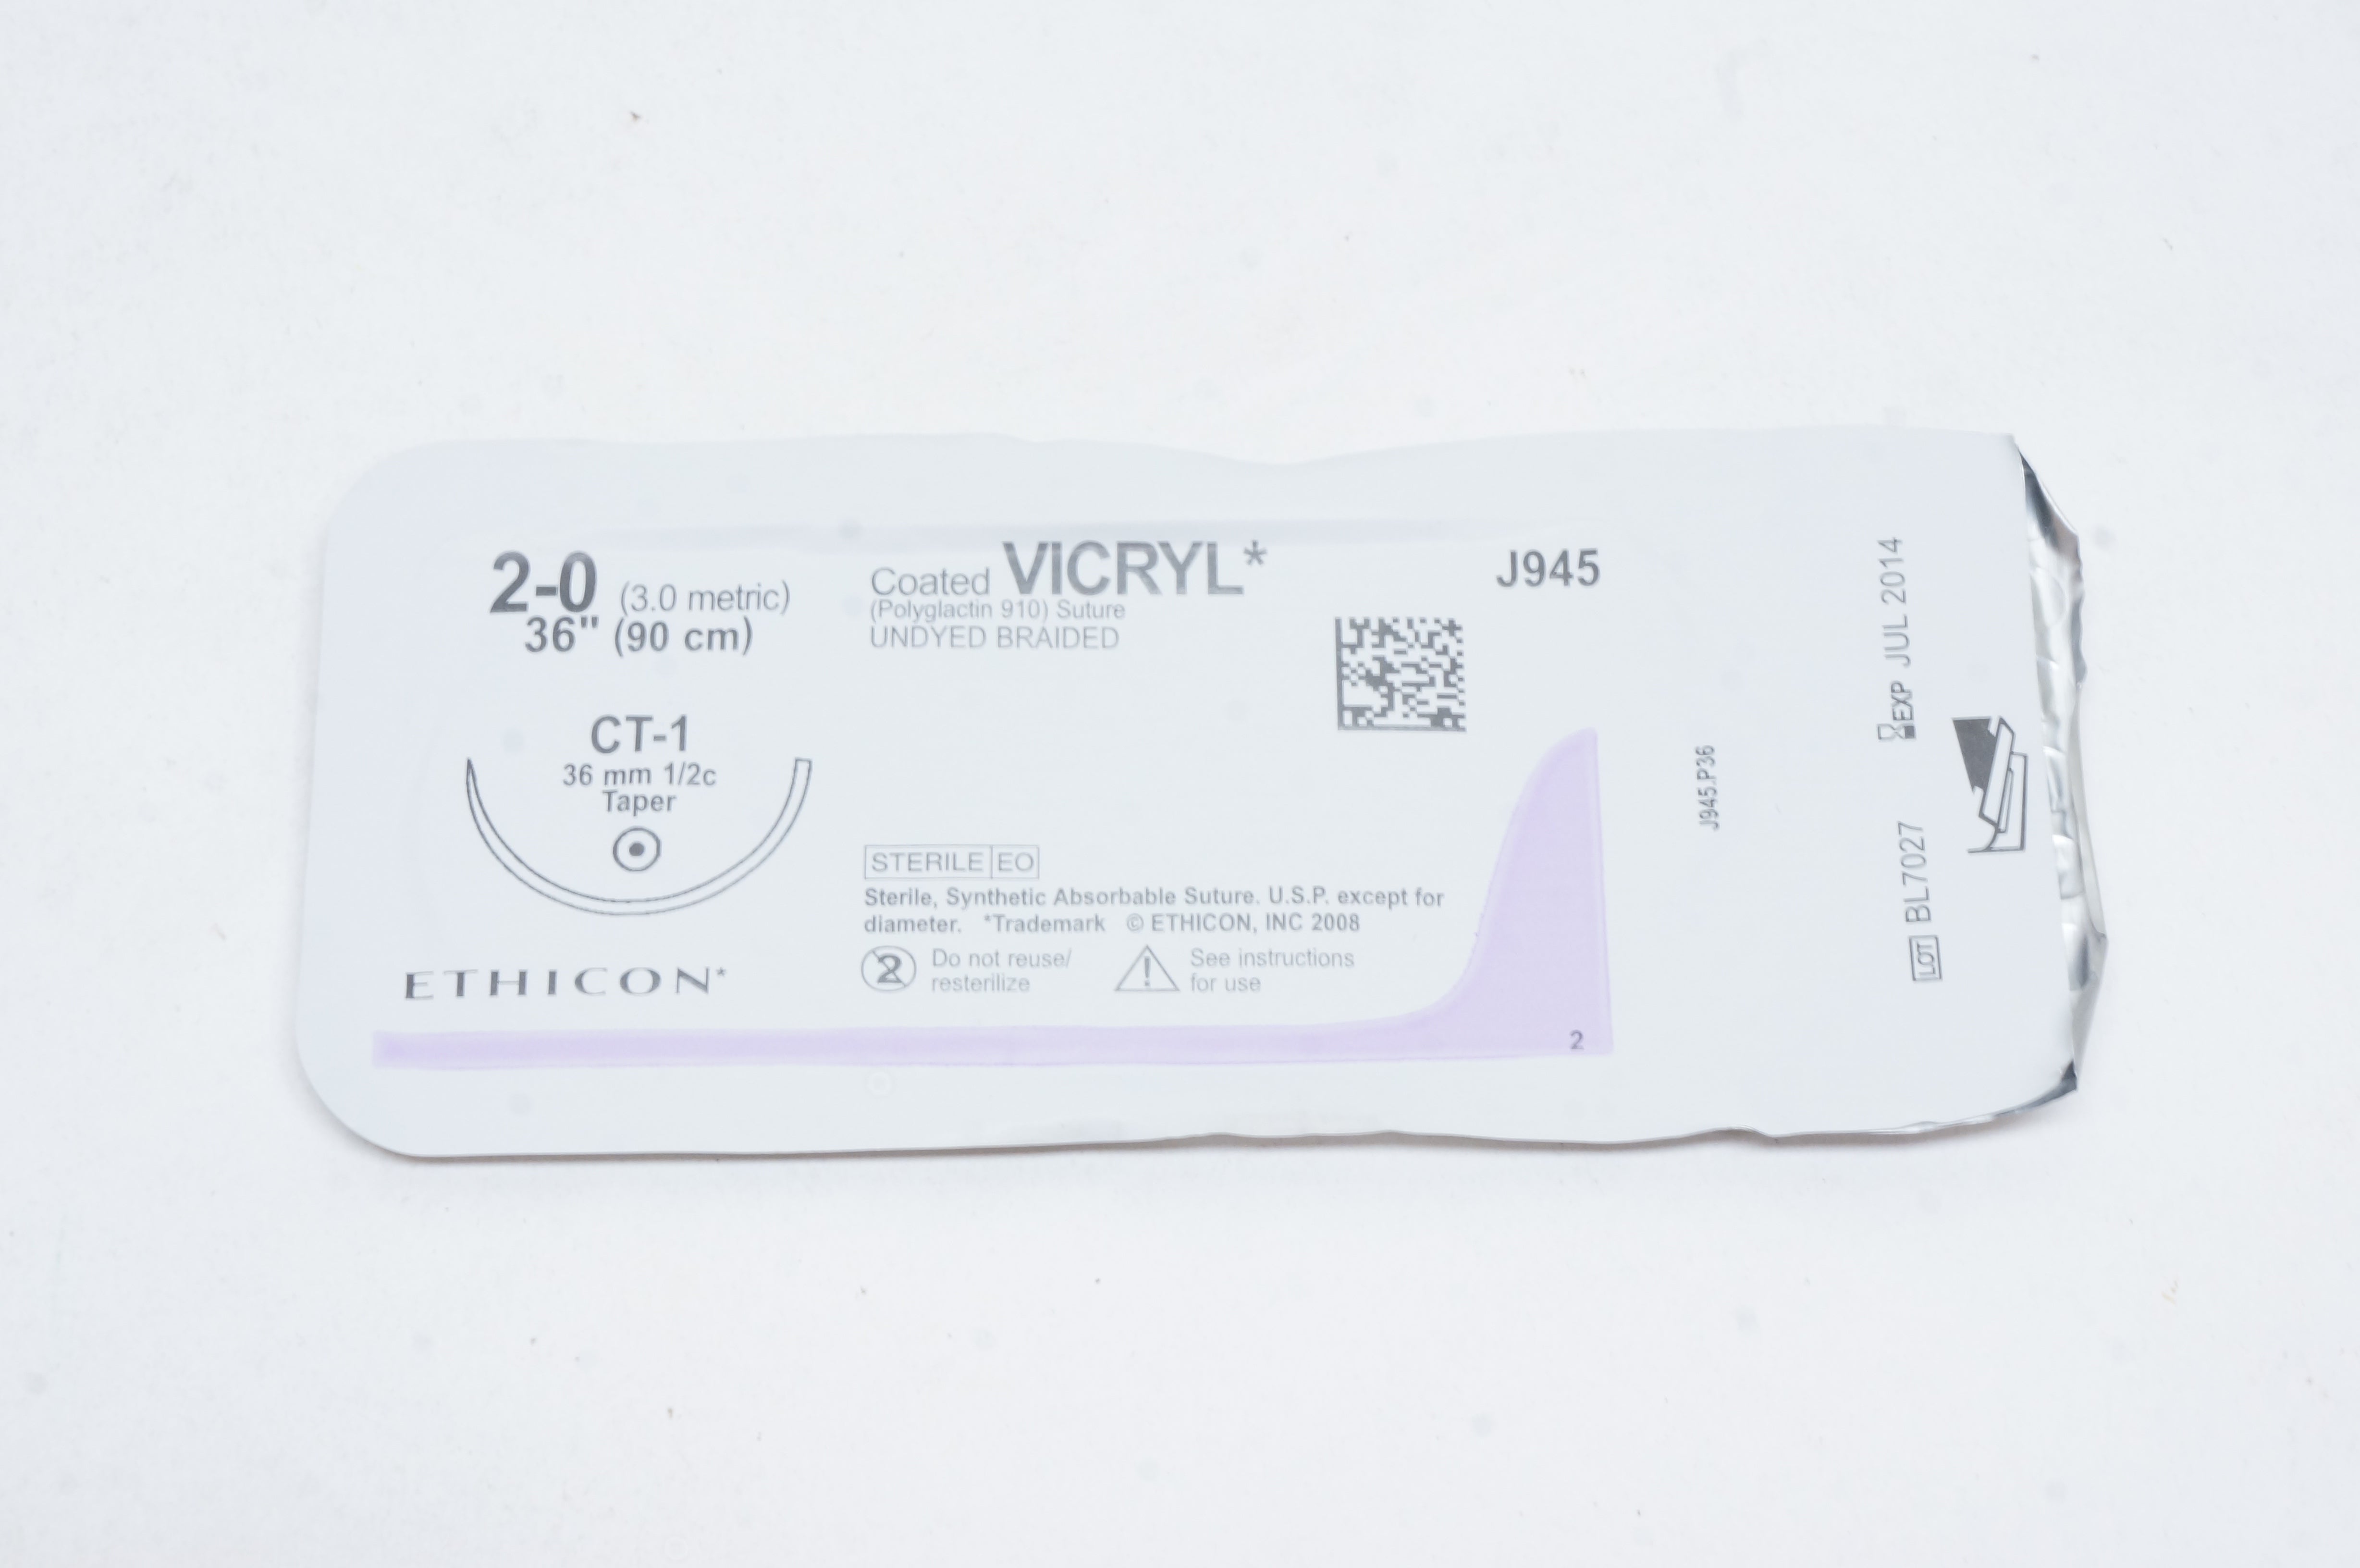 2-0 (3.0 metric)
36" (90 cm)
CT-1
36 mm 1/2c
Taper
ETHICON*
Coated VICRYL*
(Polyglactin 910) Suture
UNDYED BRAIDED
J945
STERILE EO
Sterile, Synthetic Absorbable Suture. U.S.P. except for
diameter. *Trademark © ETHICON, INC 2008
2 Do not reuse/
resterilize
! See instructions
for use
2
J945.P36
EXP JUL 2014
LOT BL7027